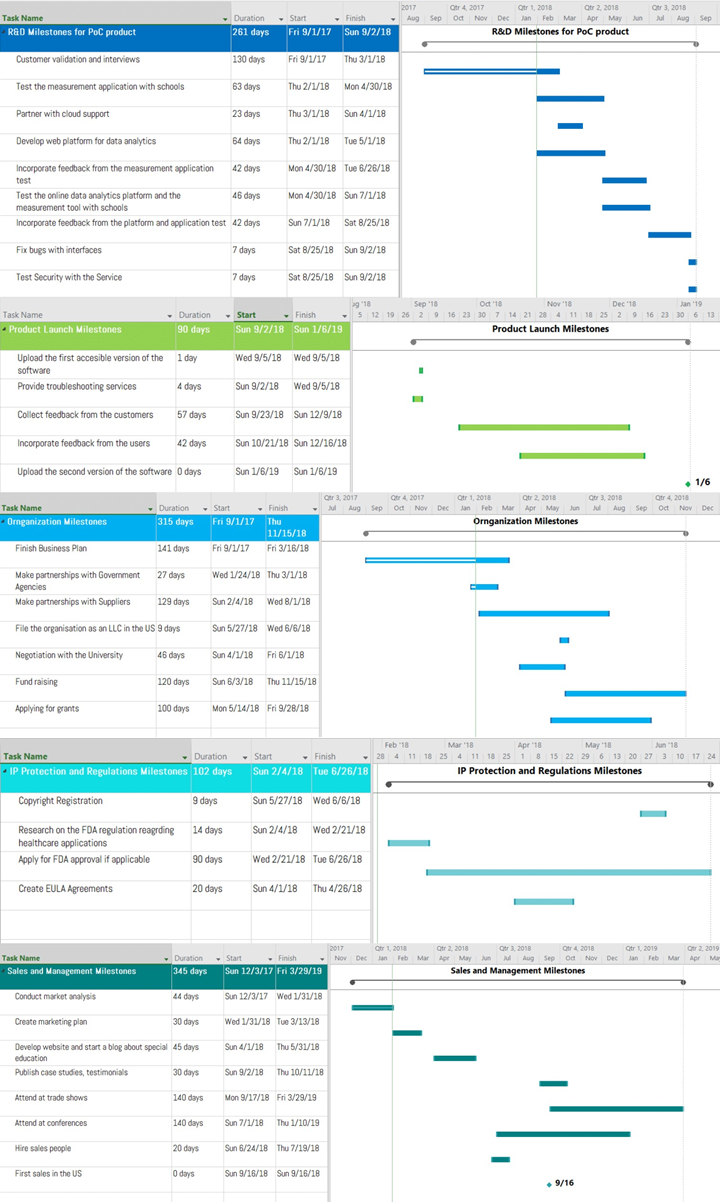 2017 Qtr 4, 2017 Qtr 1, 2018 Qtr 2, 2018 Qtr 3, 2018
Task Name Duration Start Finish Aug Sep Oct Nov Dec Jan Feb Mar Apr May Jun Jul Aug Sep
R&D Milestones for PoC product 261 days Fri 9/1/17 Sun 9/2/18 R&D Milestones for PoC product
Customer validation and interviews 130 days Fri 9/1/17 Thu 3/1/18
Test the measurement application with schools 63 days Thu 2/1/18 Mon 4/30/18
Partner with cloud support 23 days Thu 3/1/18 Sun 4/1/18
Develop web platform for data analytics 64 days Thu 2/1/18 Tue 5/1/18
Incorporate feedback from the measurement application 42 days Mon 4/30/18 Tue 6/26/18
test
Test the online data analytics platform and the 46 days Mon 4/30/18 Sun 7/1/18
measurement tool with schools
Incorporate feedback from the platform and application test 42 days Sun 7/1/18 Sat 8/25/18
Fix bugs with interfaces 7 days Sat 8/25/18 Sun 9/2/18
Test Security with the Service 7 days Sat 8/25/18 Sun 9/2/18
ug '18 Sep '18 Oct '18 Nov '18 Dec '18 Jan '19
Task Name Duration Start Finish 5 12 19 26 2 9 16 23 30 7 14 21 28 4 11 18 25 2 9 16 23 30 6 13
Product Launch Milestones 90 days Sun 9/2/18 Sun 1/6/19 Product Launch Milestones
Upload the first accesible version of the 1 day Wed 9/5/18 Wed 9/5/18
software
Provide troubleshooting services 4 days Sun 9/2/18 Wed 9/5/18
Collect feedback from the customers 57 days Sun 9/23/18 Sun 12/9/18
Incorporate feedback from the users 42 days Sun 10/21/18 Sun 12/16/18
Upload the second version of the software 0 days Sun 1/6/19 Sun 1/6/19 1/6
Qtr 3, 2017 Qtr 4, 2017 Qtr 1, 2018 Qtr 2, 2018 Qtr 3, 2018 Qtr 4, 2018
Task Name Duration Start Finish Jul Aug Sep Oct Nov Dec Jan Feb Mar Apr May Jun Jul Aug Sep Oct Nov Dec
Ornganization Milestones 315 days Fri 9/1/17 Thu Ornganization Milestones
11/15/18
Finish Business Plan 141 days Fri 9/1/17 Fri 3/16/18
Make partnerships with Government 27 days Wed 1/24/18 Thu 3/1/18
Agencies
Make partnerships with Suppliers 129 days Sun 2/4/18 Wed 8/1/18
File the organisation as an LLC in the US 9 days Sun 5/27/18 Wed 6/6/18
Negotiation with the University 46 days Sun 4/1/18 Fri 6/1/18
Fund raising 120 days Sun 6/3/18 Thu 11/15/18
Applying for grants 100 days Mon 5/14/18 Fri 9/28/18
Feb '18 Mar '18 Apr '18 May '18 Jun '18
Task Name Duration Start Finish 28 4 11 18 25 4 11 18 25 1 8 15 22 29 6 13 20 27 3 10 17 24
IP Protection and Regulations Milestones 102 days Sun 2/4/18 Tue 6/26/18 IP Protection and Regulations Milestones
Copyright Registration 9 days Sun 5/27/18 Wed 6/6/18
Research on the FDA regulation reagrding 14 days Sun 2/4/18 Wed 2/21/18
healthcare applications
Apply for FDA approval if applicable 90 days Wed 2/21/18 Tue 6/26/18
Create EULA Agreements 20 days Sun 4/1/18 Thu 4/26/18
2017 Qtr 1, 2018 Qtr 2, 2018 Qtr 3, 2018 Qtr 4, 2018 Qtr 1, 2019 Qtr 2, 2019
Task Name Duration Start Finish Nov Dec Jan Feb Mar Apr May Jun Jul Aug Sep Oct Nov Dec Jan Feb Mar Apr May
Sales and Management Milestones 345 days Sun 12/3/17 Fri 3/29/19 Sales and Management Milestones
Conduct market analysis 44 days Sun 12/3/17 Wed 1/31/18
Create marketing plan 30 days Wed 1/31/18 Tue 3/13/18
Develop website and start a blog about special 45 days Sun 4/1/18 Thu 5/31/18
education
Publish case studies, testimonials 30 days Sun 9/2/18 Thu 10/11/18
Attend at trade shows 140 days Mon 9/17/18 Fri 3/29/19
Attend at conferences 140 days Sun 7/1/18 Thu 1/10/19
Hire sales people 20 days Sun 6/24/18 Thu 7/19/18
First sales in the US 0 days Sun 9/16/18 Sun 9/16/18 9/16